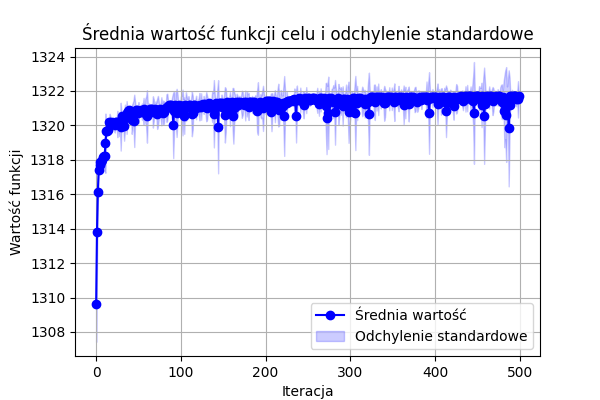 Średnia wartość funkcji celu i odchylenie standardowe
1324
1322
1320
1318
1316
1314
1312
1310
1308
Wartość funkcji
Średnia wartość
Odchylenie standardowe
0 100 200 300 400 500
Iteracja